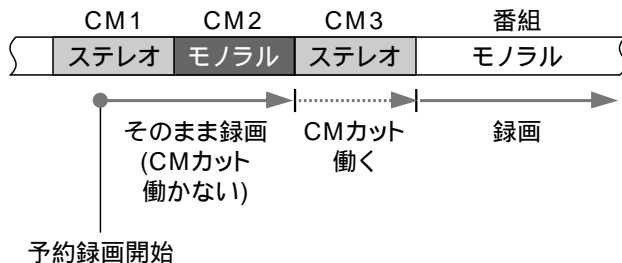 CM1 CM2 CM3 番組
ステレオ モノラル ステレオ モノラル
そのまま録画 CMカット 録画
(CMカット 働く
働かない)
予約録画開始